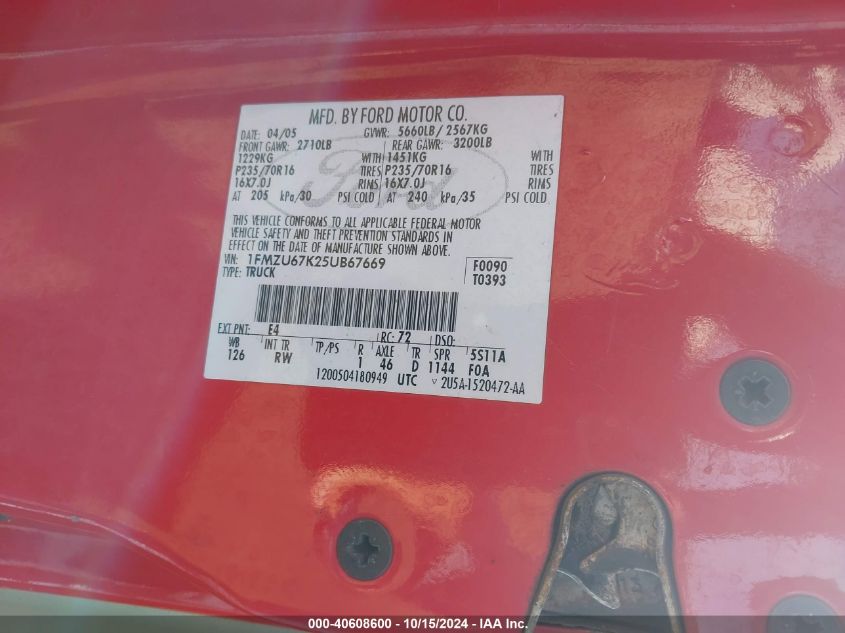 MFD. BY FORD MOTOR CO.
DATE: 04/05 GVWR: 5660LB/ 2567KG
FRONT GAWR: 2710LB REAR GAWR: 3200LB
1229KG WITH 1451KG WITH
P235/70R16 TIRES P235/70R16 TIRES
16X7.0J RIMS 16X7.0J RIMS
AT 205 kPa/30 PSI COLD AT 240 kPa/35 PSI COLD
Ford
THIS VEHICLE CONFORMS TO ALL APPLICABLE FEDERAL MOTOR
VEHICLE SAFETY AND THEFT PREVENTION STANDARDS IN
EFFECT ON THE DATE OF MANUFACTURE SHOWN ABOVE.
VIN: 1FMZU67K25UB67669 F0090
TYPE: TRUCK T0393
EXT PNT: E4 RC: 72 DSO:
WB INT TR TP/PS R AXLE TR SPR 5S11A
126 RW 1 46 D 1144 F0A
1200504180949 UTC ▿ 2U5A-1520472-AA
000-40608600 - 10/15/2024 - IAA Inc.